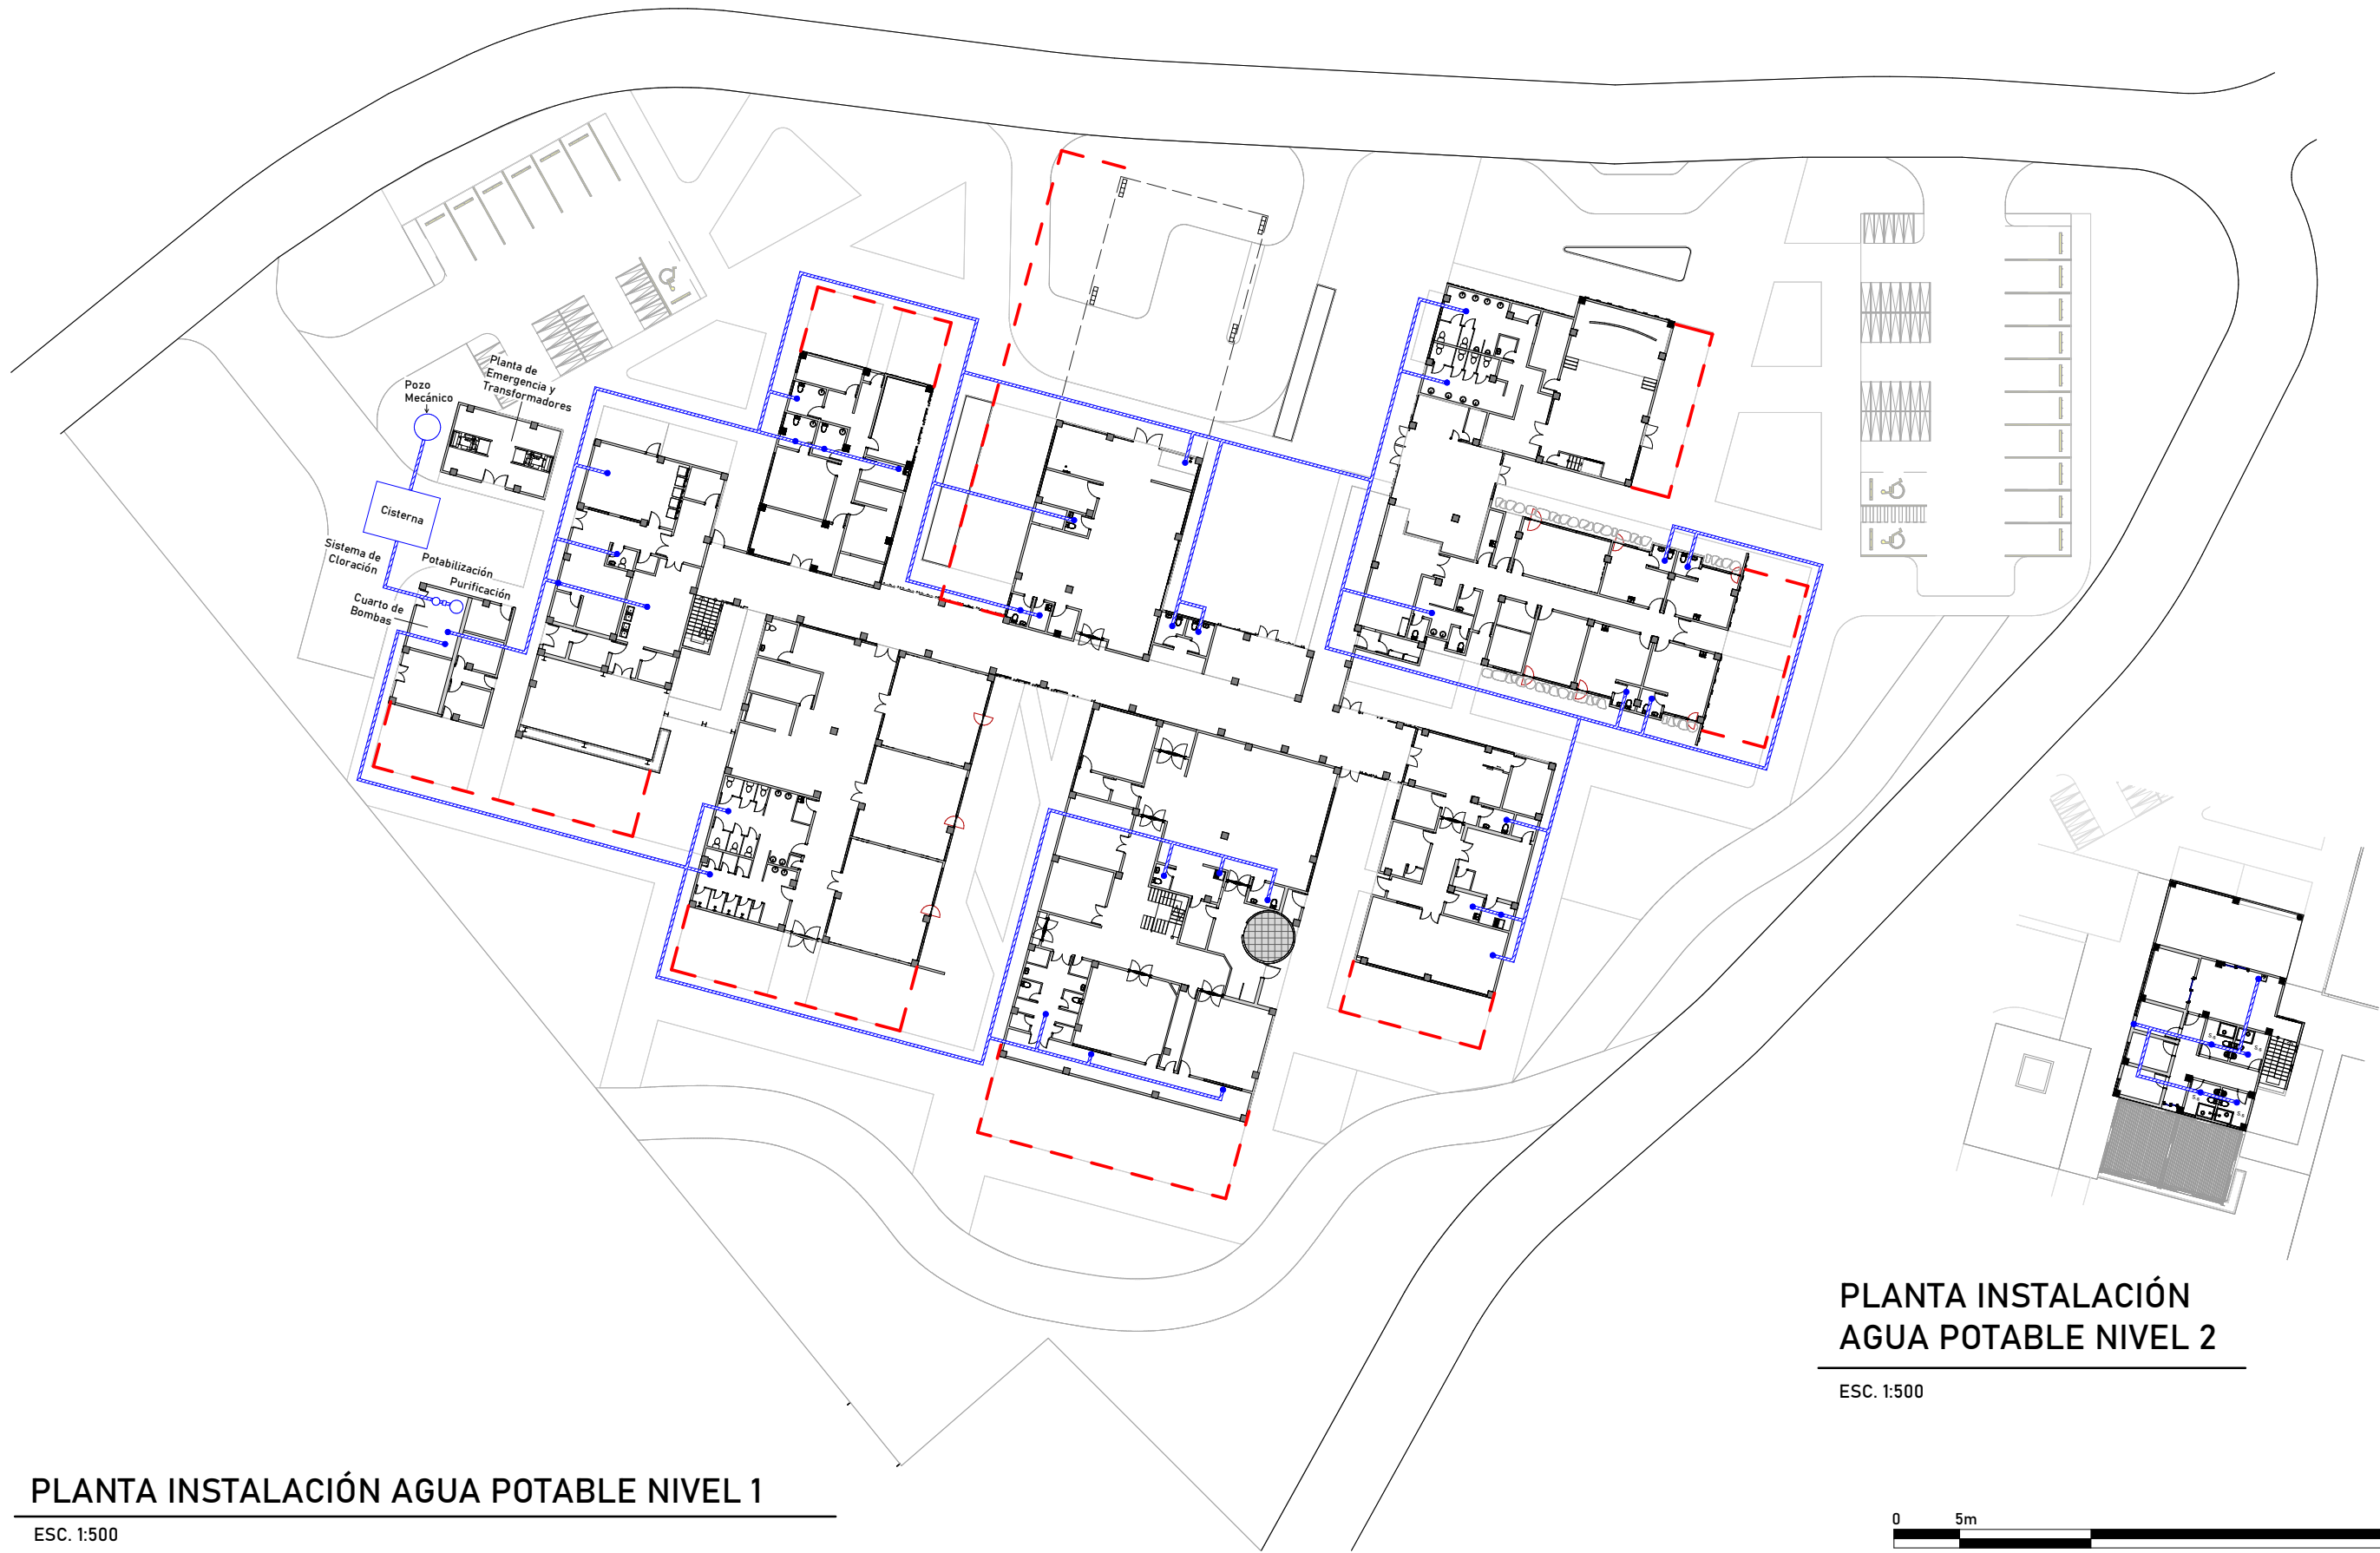 Planta de
Emergencia y
Transformadores
Pozo
Mecánico
Cisterna
Sistema de
Cloración
Potabilización
Purificación
Cuarto de
Bombas
S.s
S.s
S.s
S.s
PLANTA INSTALACIÓN
AGUA POTABLE NIVEL 2
ESC. 1:500
PLANTA INSTALACIÓN AGUA POTABLE NIVEL 1
ESC. 1:500
0 5m